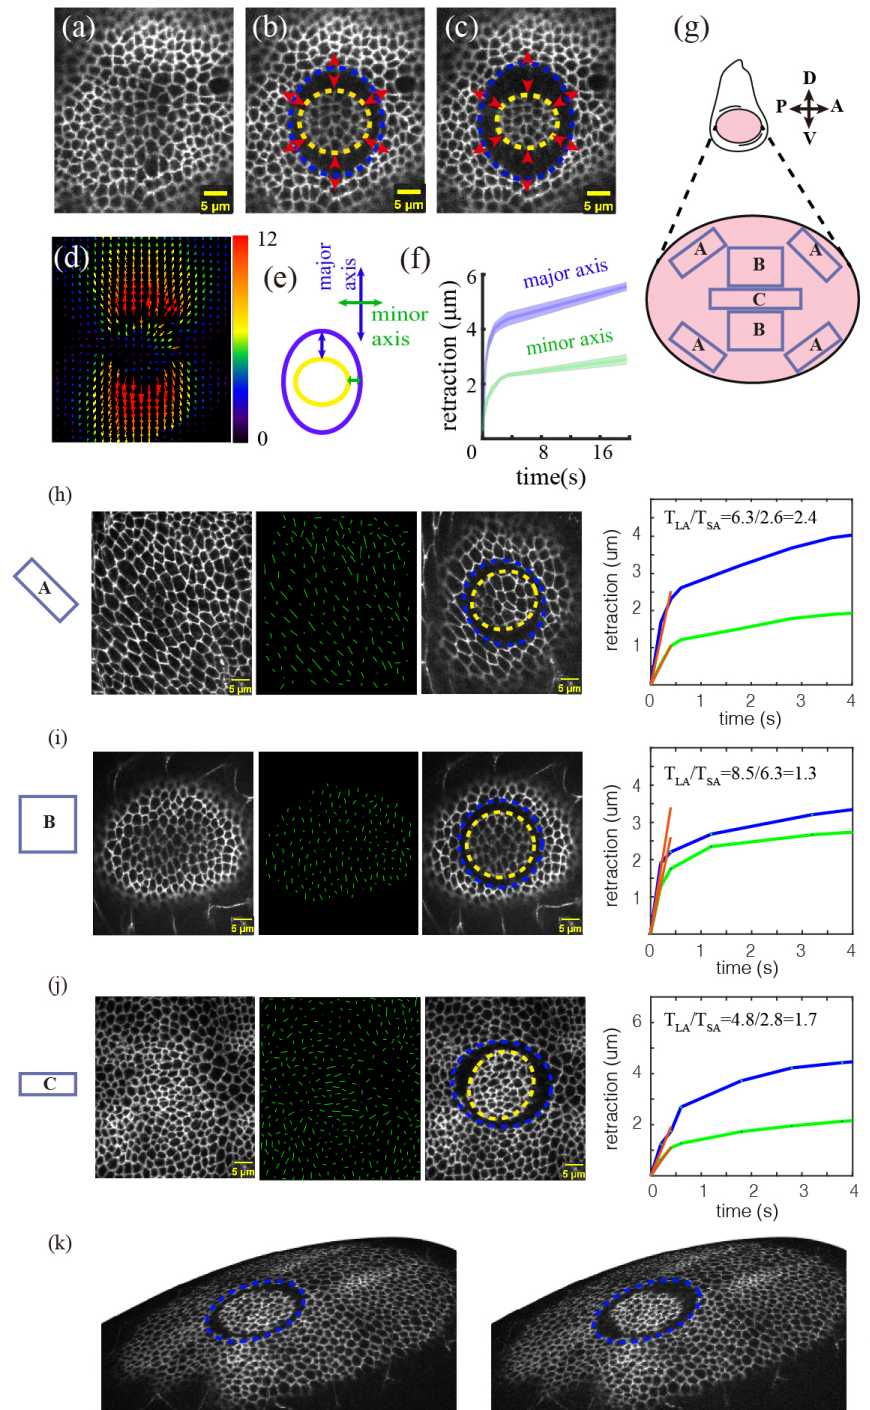 (a)
5 μm
(b)
5 μm
(c)
5 μm
(g)
D
P
A
V
A
A
B
C
B
A
A
(d)
12
0
(e)
major
axis
minor
axis
(f)
retraction (μm)
6
4
2
0
8
16
time(s)
major axis
minor axis
(h)
A
5 μm
5 μm
retraction (um)
T_LA/T_SA=6.3/2.6=2.4
4
3
2
1
0
1
2
3
4
time (s)
(i)
B
5 μm
5 μm
retraction (um)
T_LA/T_SA=8.5/6.3=1.3
4
3
2
1
0
1
2
3
4
time (s)
(j)
C
5 μm
5 μm
retraction (um)
T_LA/T_SA=4.8/2.8=1.7
6
4
2
0
1
2
3
4
time (s)
(k)